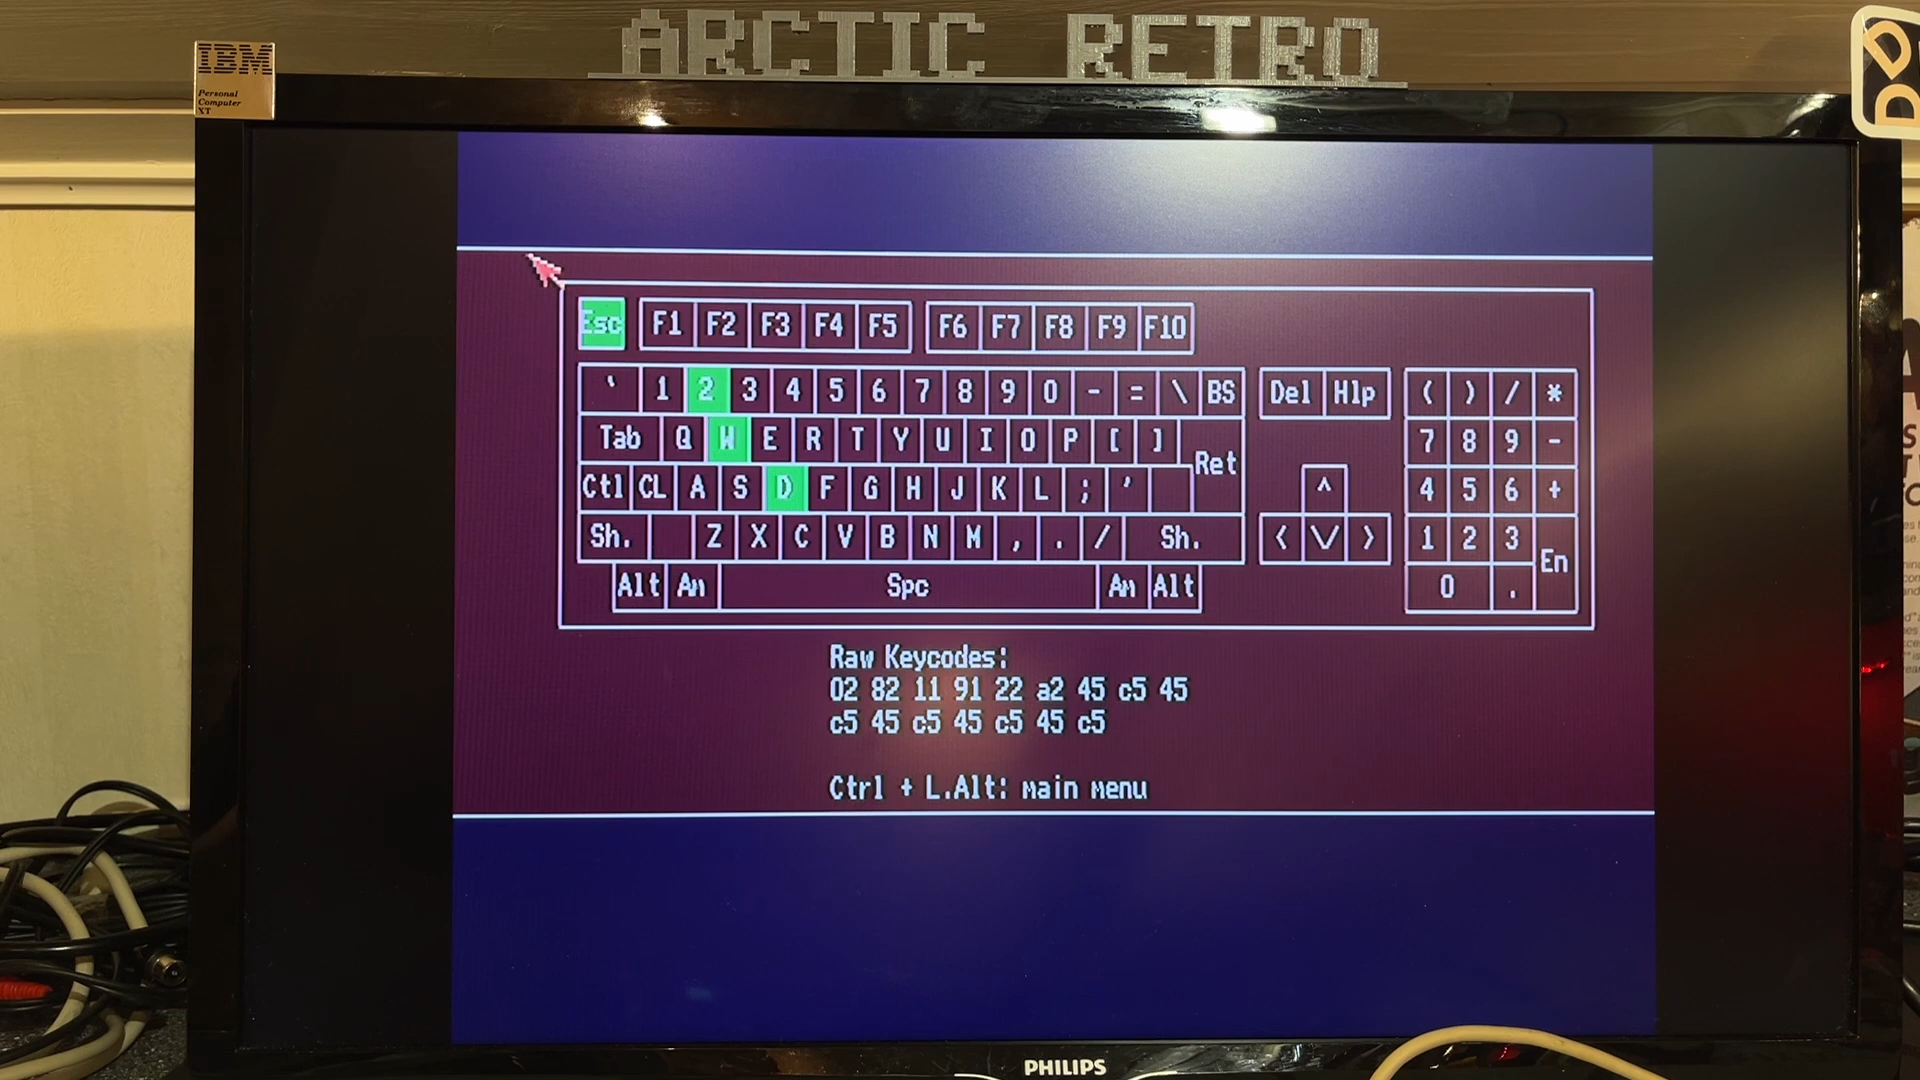 ARCTIC RETRO
IBM
Personal
Computer
XT
Esc F1 F2 F3 F4 F5 F6 F7 F8 F9 F10
` 1 2 3 4 5 6 7 8 9 0 - = \ BS Del Hlp ( ) / *
Tab Q W E R T Y U I O P [ ] Ret 7 8 9 -
Ctl CL A S D F G H J K L ; ' ^ 4 5 6 +
Sh. Z X C V B N M , . / Sh. < V > 1 2 3 En
Alt Am Spc Am Alt 0 .
Raw Keycodes:
02 82 11 91 22 a2 45 c5 45
c5 45 c5 45 c5 45 c5
Ctrl + L.Alt: main menu
PHILIPS